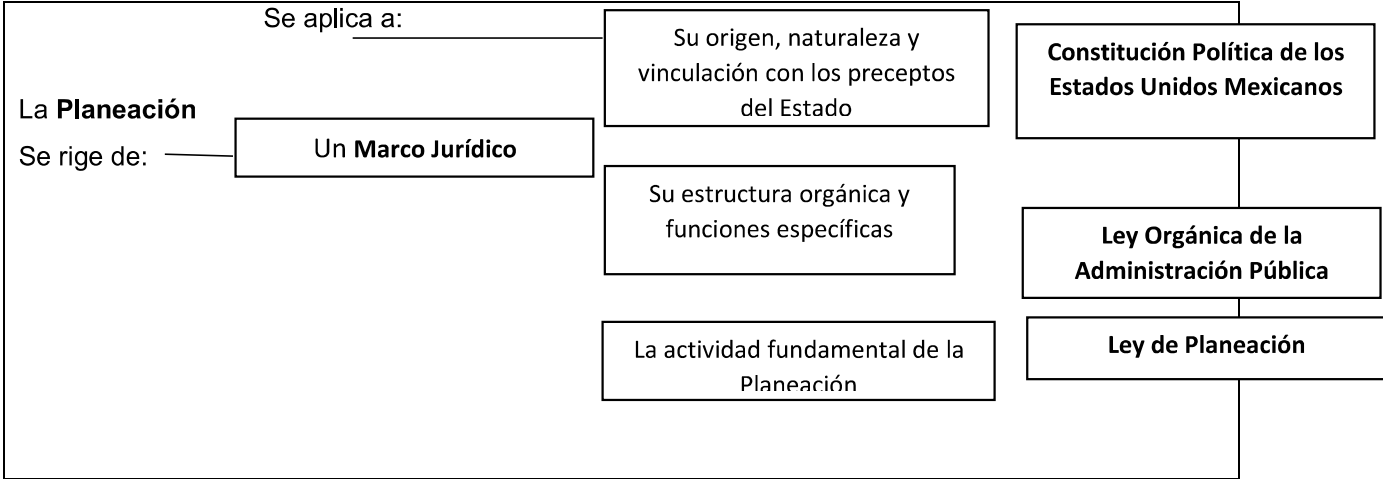 Se aplica a:
Su origen, naturaleza y
vinculación con los preceptos
del Estado
Constitución Política de los
Estados Unidos Mexicanos
La Planeación
Se rige de:
Un Marco Jurídico
Su estructura orgánica y
funciones específicas
Ley Orgánica de la
Administración Pública
La actividad fundamental de la
Planeación
Ley de Planeación